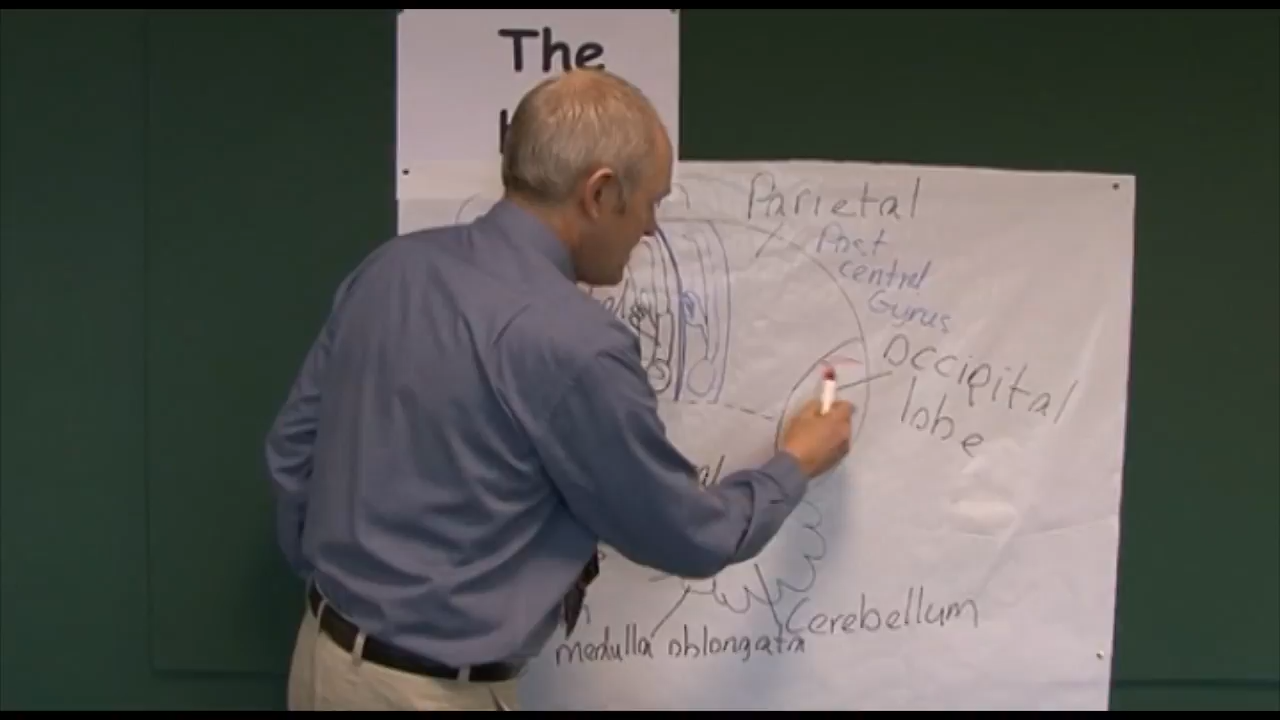 The
Parietal
Post
central
Gyrus
Occipital
lobe
Cerebellum
medulla oblongata